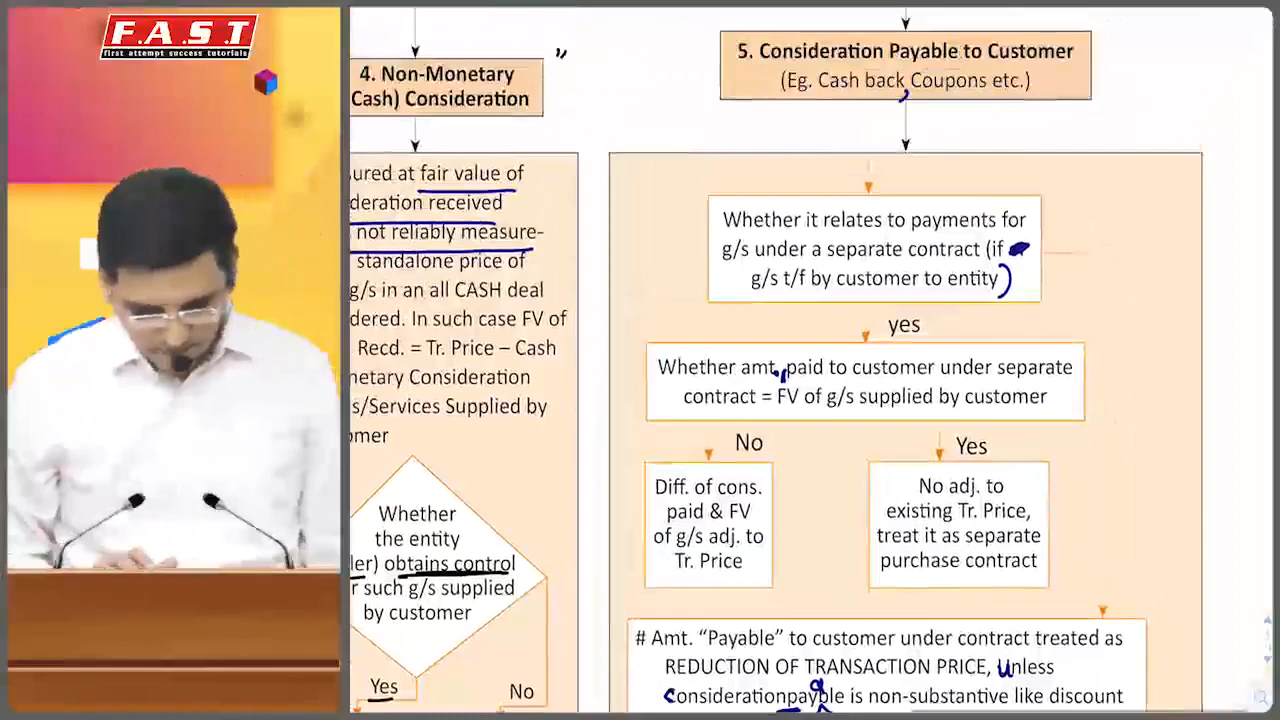 F.A.S.T
first attempt success tutorials
4. Non-Monetary
Cash) Consideration
"
ured at fair value of
deration received
not reliably measure-
standalone price of
g/s in an all CASH deal
dered. In such case FV of
Recd. = Tr. Price – Cash
netary Consideration
s/Services Supplied by
omer
Whether
the entity
ler) obtains control
r such g/s supplied
by customer
Yes
No
5. Consideration Payable to Customer
(Eg. Cash back, Coupons etc.)
Whether it relates to payments for
g/s under a separate contract (if
g/s t/f by customer to entity)
yes
Whether amt. paid to customer under separate
contract = FV of g/s supplied by customer
No
Yes
Diff. of cons.
paid & FV
of g/s adj. to
Tr. Price
No adj. to
existing Tr. Price,
treat it as separate
purchase contract
# Amt. “Payable” to customer under contract treated as
REDUCTION OF TRANSACTION PRICE, Unless
Considerationpayable is non-substantive like discount